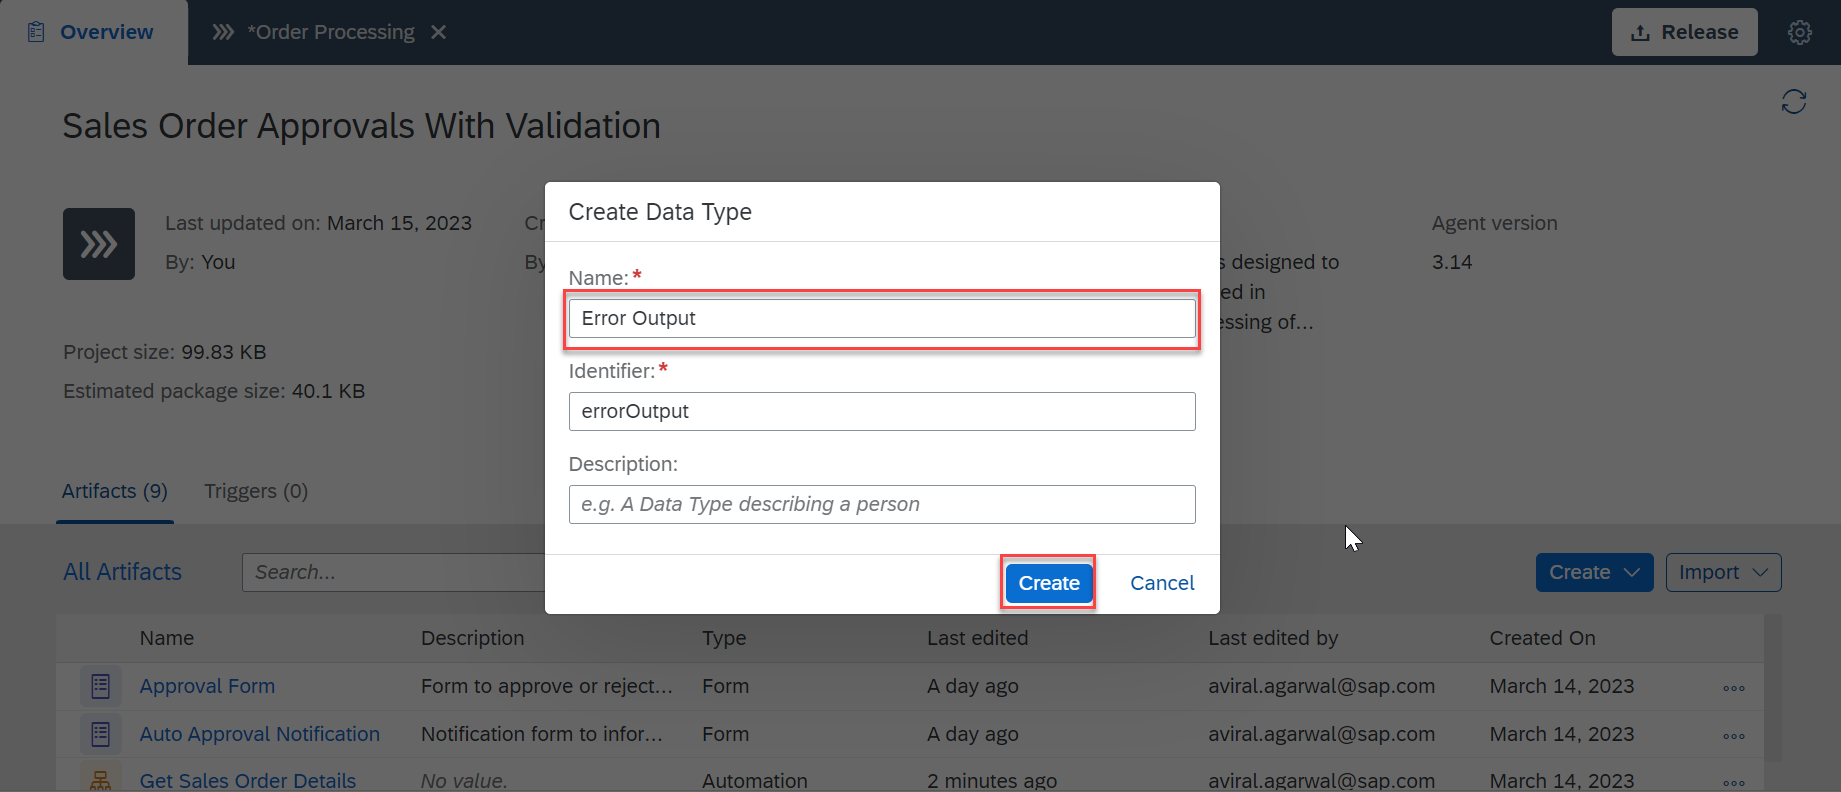 Overview
*Order Processing
Release
Sales Order Approvals With Validation
Last updated on: March 15, 2023
By: You
Cr
By
s designed to
ed in
essing of...
Agent version
3.14
Project size: 99.83 KB
Estimated package size: 40.1 KB
Create Data Type
Name:*
Error Output
Identifier:*
errorOutput
Description:
e.g. A Data Type describing a person
Create Cancel
Artifacts (9) Triggers (0)
All Artifacts Search... Create Import
Name Description Type Last edited Last edited by Created On
Approval Form Form to approve or reject... Form A day ago aviral.agarwal@sap.com March 14, 2023
Auto Approval Notification Notification form to infor... Form A day ago aviral.agarwal@sap.com March 14, 2023
Get Sales Order Details No value. Automation 2 minutes ago aviral.agarwal@sap.com March 14, 2023